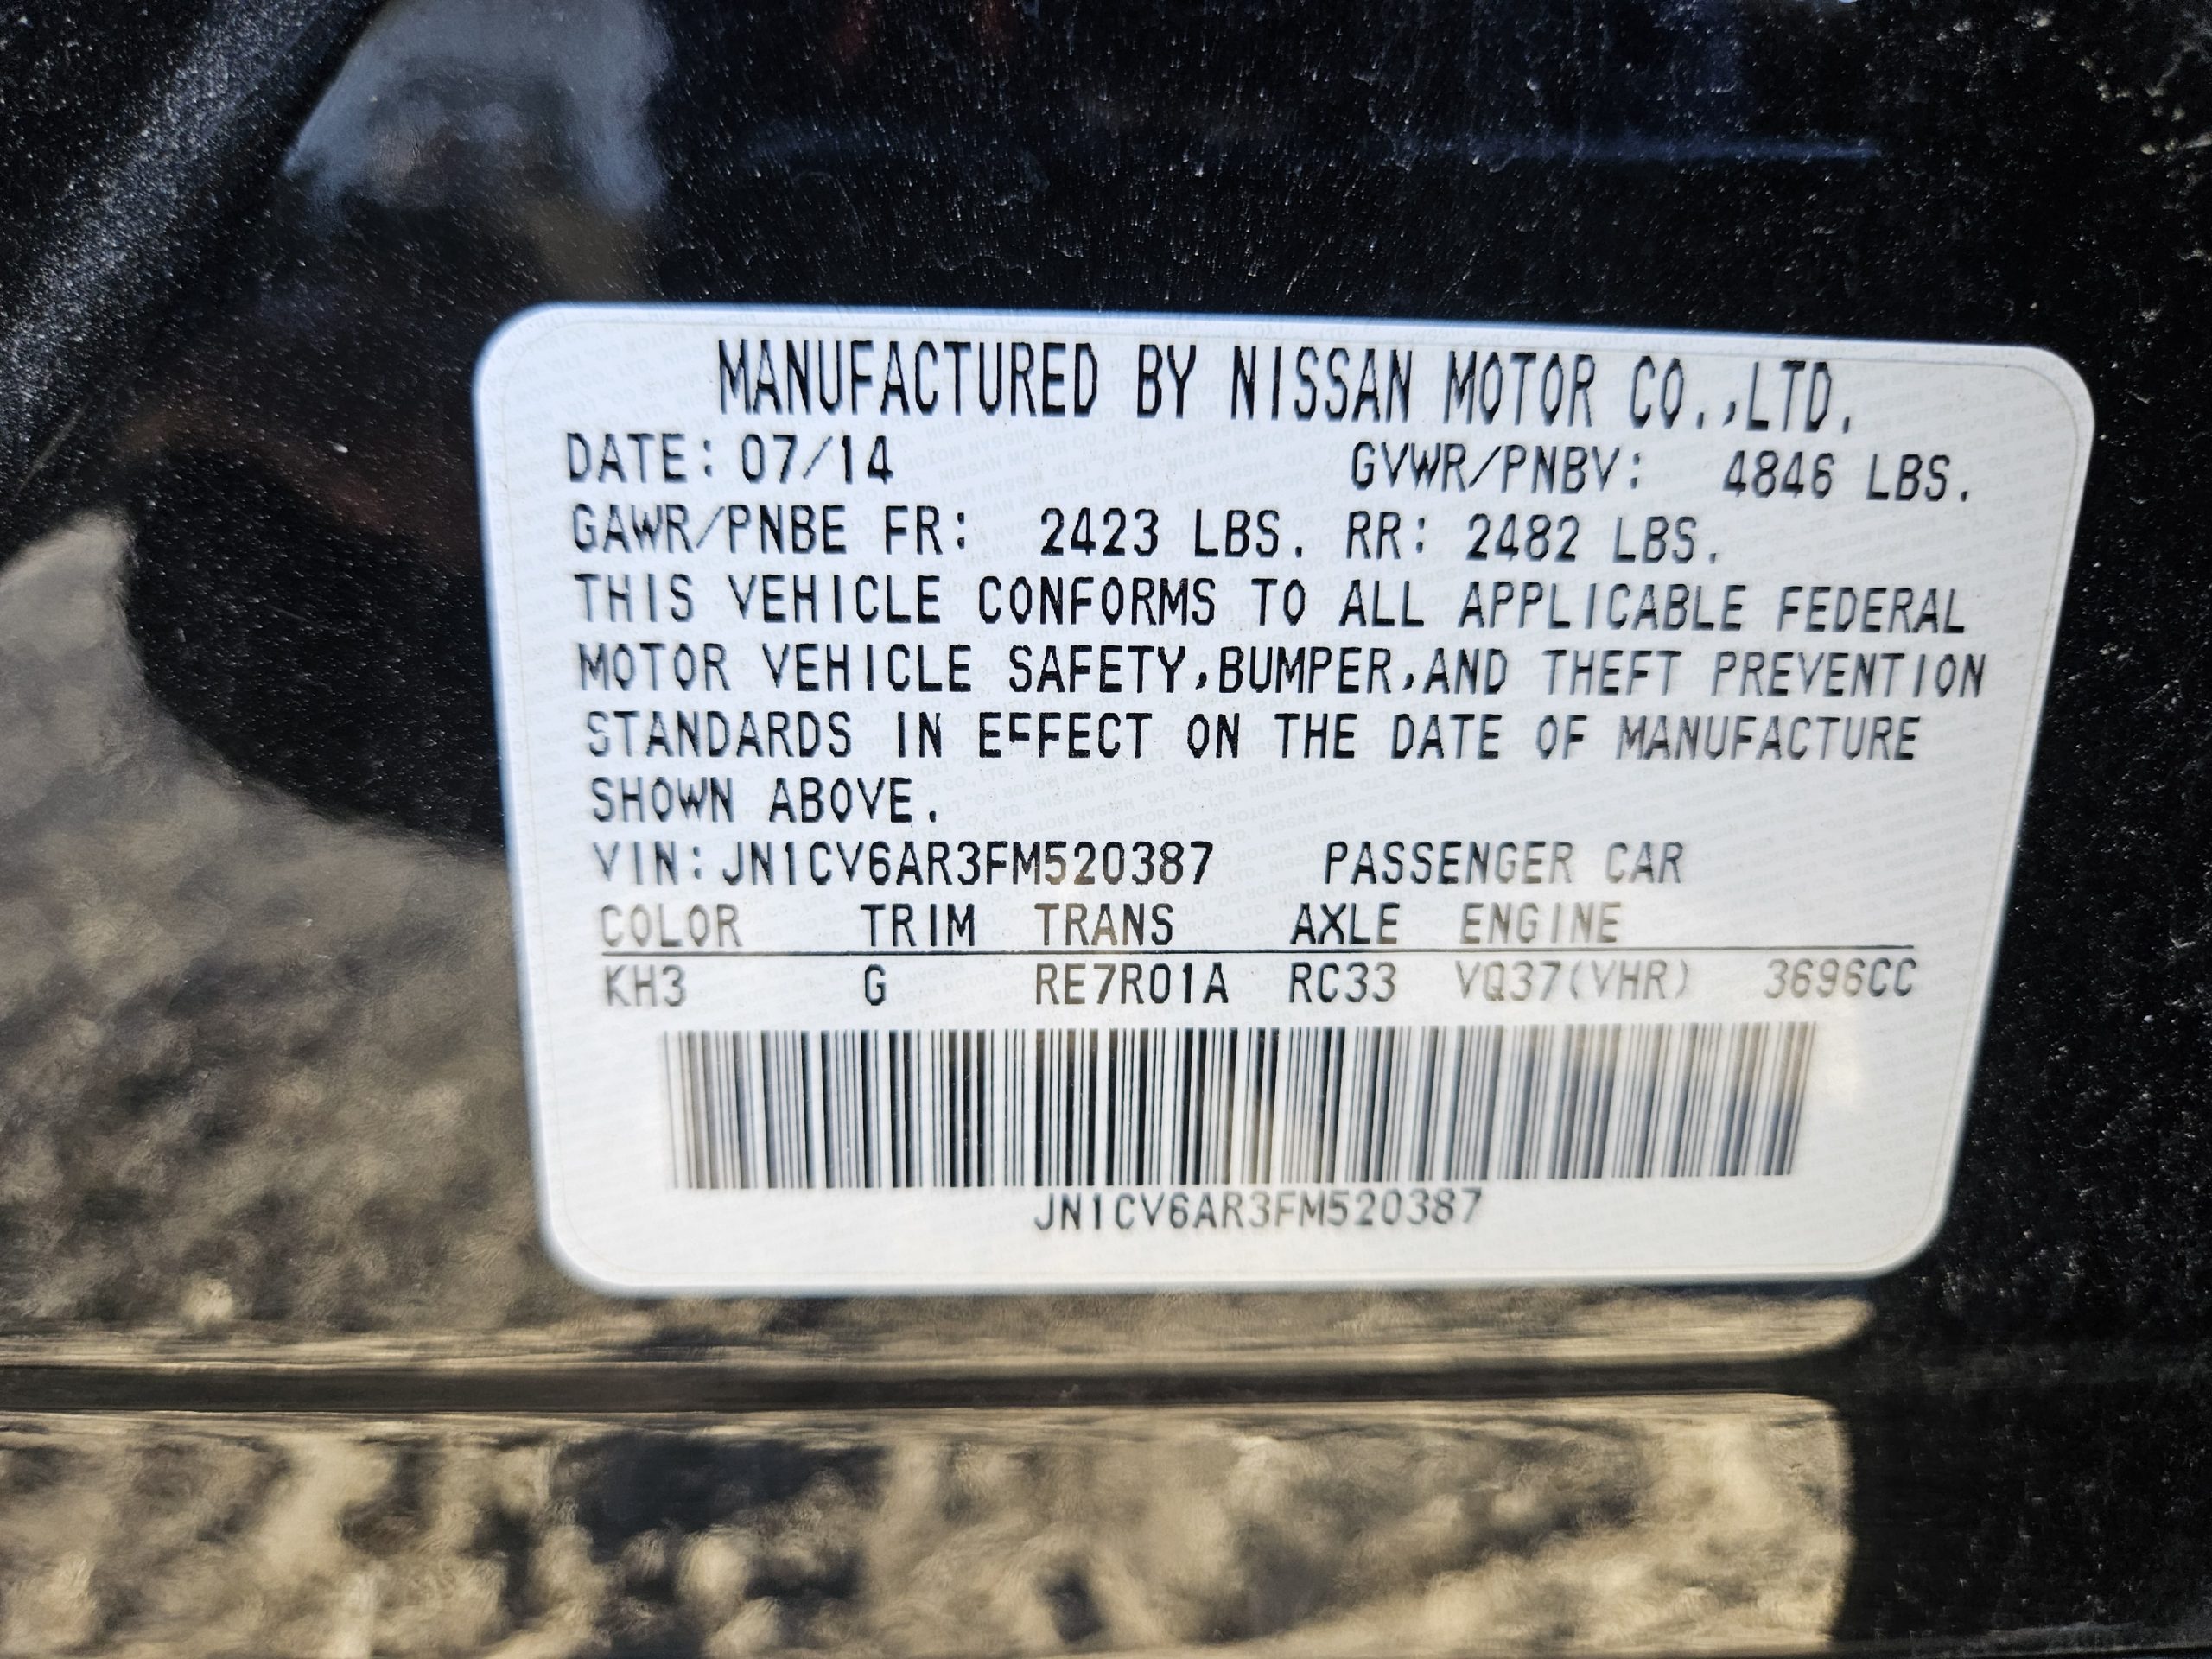 MANUFACTURED BY NISSAN MOTOR CO.,LTD.
DATE: 07/14 GVWR/PNBV: 4846 LBS.
GAWR/PNBE FR: 2423 LBS. RR: 2482 LBS.
THIS VEHICLE CONFORMS TO ALL APPLICABLE FEDERAL
MOTOR VEHICLE SAFETY,BUMPER,AND THEFT PREVENTION
STANDARDS IN EFFECT ON THE DATE OF MANUFACTURE
SHOWN ABOVE.
VIN:JN1CV6AR3FM520387 PASSENGER CAR
COLOR TRIM TRANS AXLE ENGINE
KH3 G RE7R01A RC33 VQ37(VHR) 3696CC
JN1CV6AR3FM520387